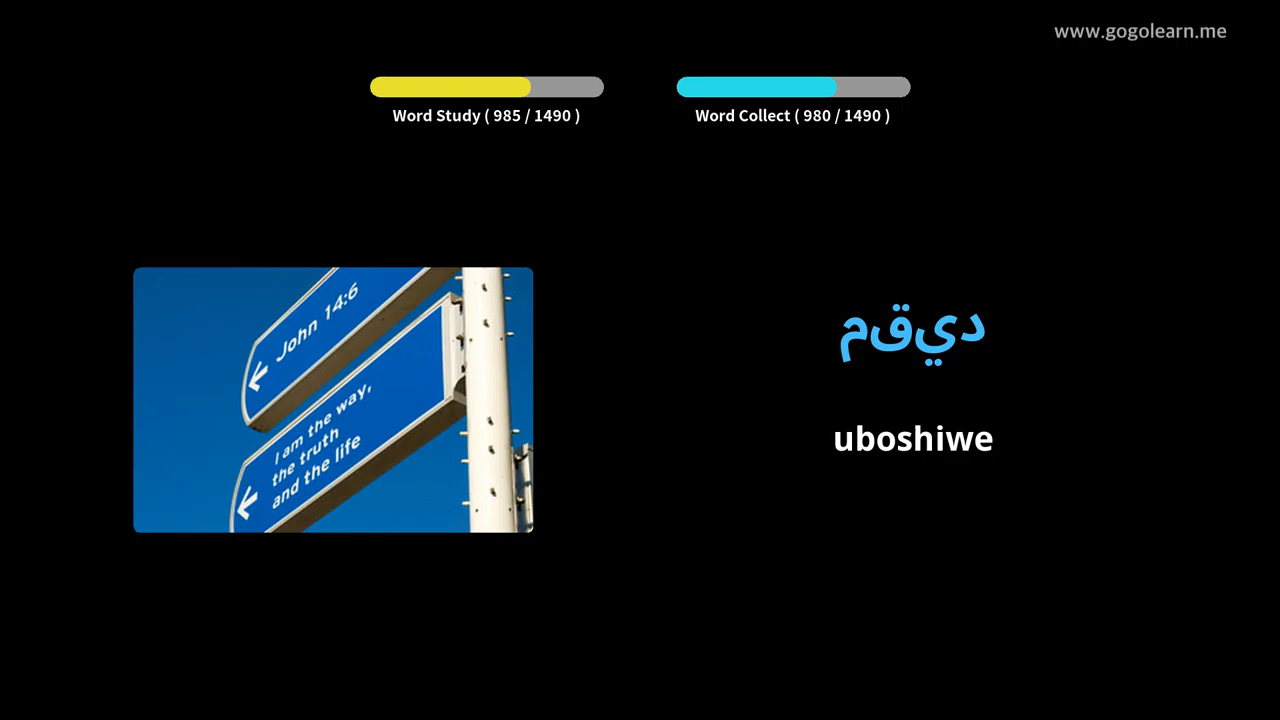 www.gogolearn.me
Word Study ( 985 / 1490 )
Word Collect ( 980 / 1490 )
John 14:6
I am the way,
the truth
and the life
ديقم
uboshiwe